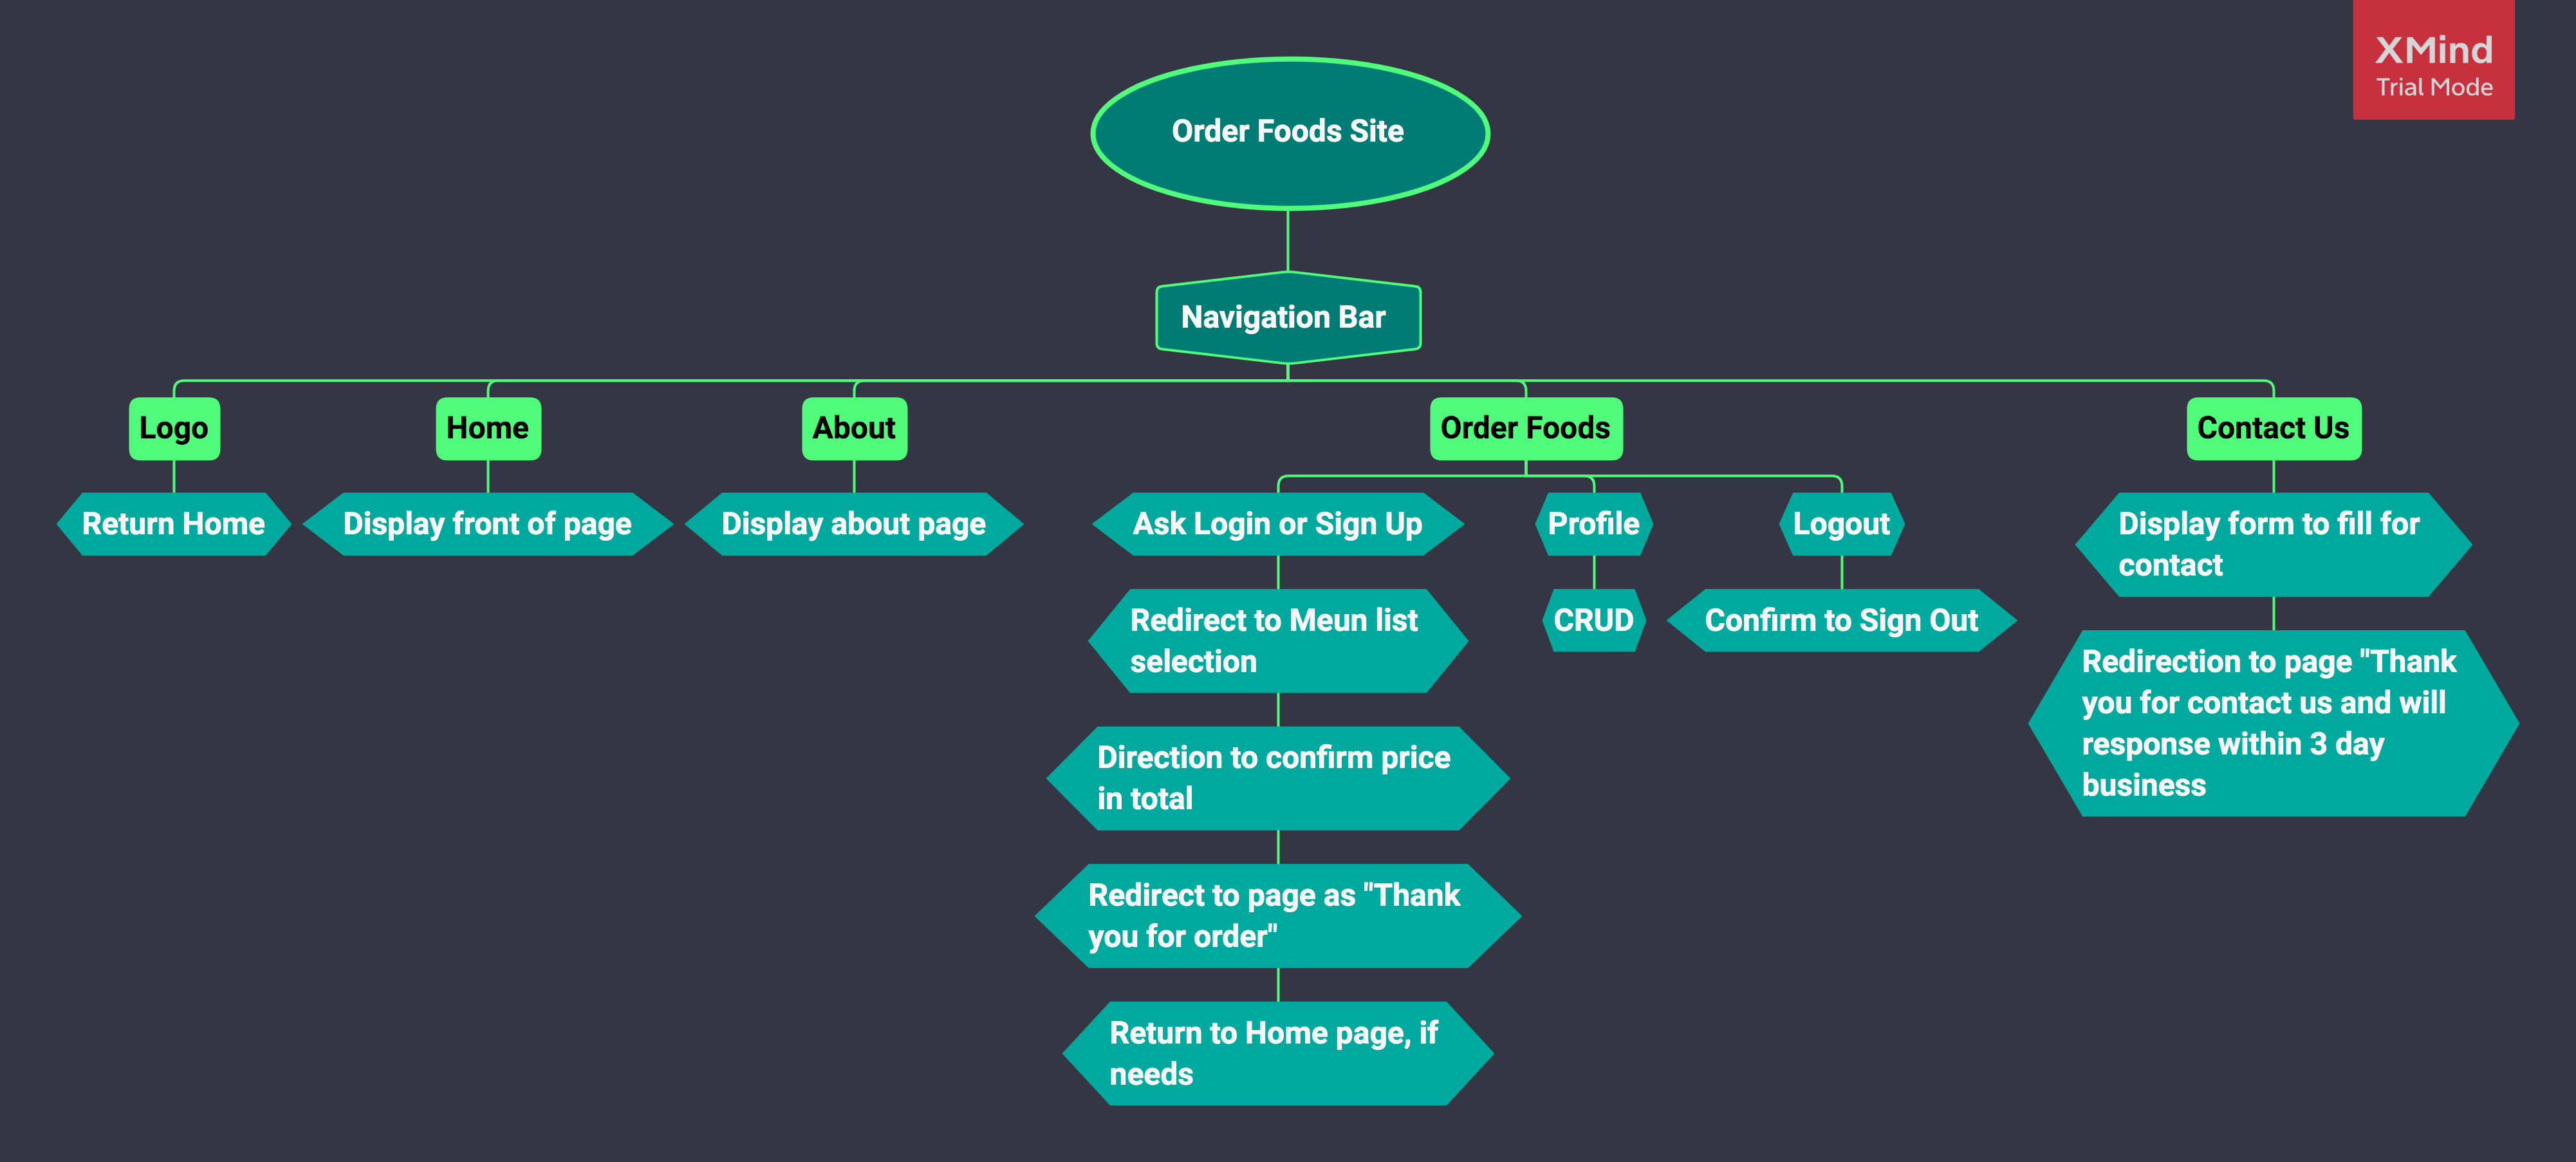 XMind
Trial Mode
Order Foods Site
Navigation Bar
Logo
Home
About
Order Foods
Contact Us
Return Home
Display front of page
Display about page
Ask Login or Sign Up
Profile
Logout
Display form to fill for
contact
Redirect to Meun list
selection
CRUD
Confirm to Sign Out
Redirection to page "Thank
you for contact us and will
response within 3 day
business
Direction to confirm price
in total
Redirect to page as "Thank
you for order"
Return to Home page, if
needs